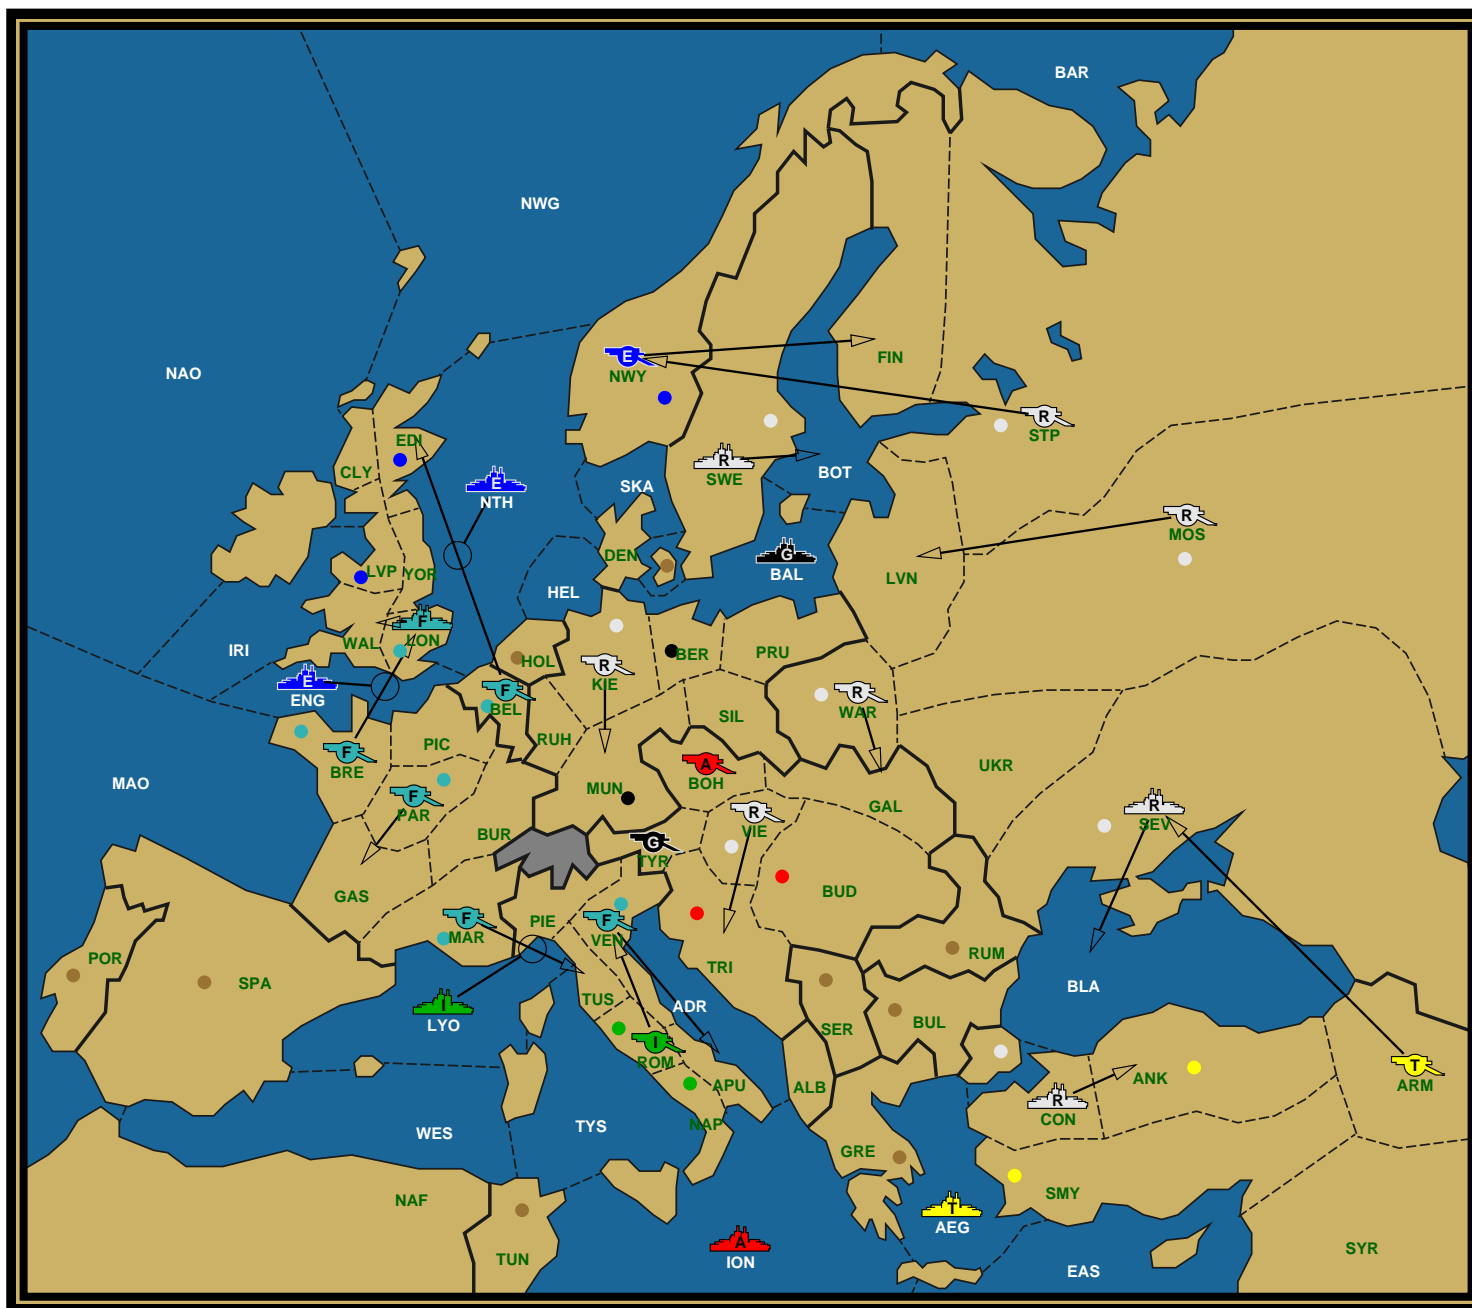 BAR
NWG
NAO
E
NWY
FIN
R
STP
EDI
CLY
R
SWE
BOT
E
NTH
SKA
R
MOS
DEN
G
BAL
LVN
LVP
YOR
HEL
F
LON
WAL
IRI
HOL
BER
PRU
R
KIE
E
ENG
F
BEL
R
WAR
SIL
PIC
RUH
F
BRE
A
BOH
UKR
MAO
MUN
F
PAR
GAL
R
SEV
R
VIE
BUR
G
TYR
GAS
BUD
F
MAR
PIE
F
VEN
POR
SPA
TRI
RUM
BLA
TUS
ADR
I
LYO
BUL
SER
I
ROM
T
ARM
ANK
APU
ALB
R
CON
NAP
WES
TYS
GRE
SMY
NAF
T
AEG
A
ION
TUN
SYR
EAS